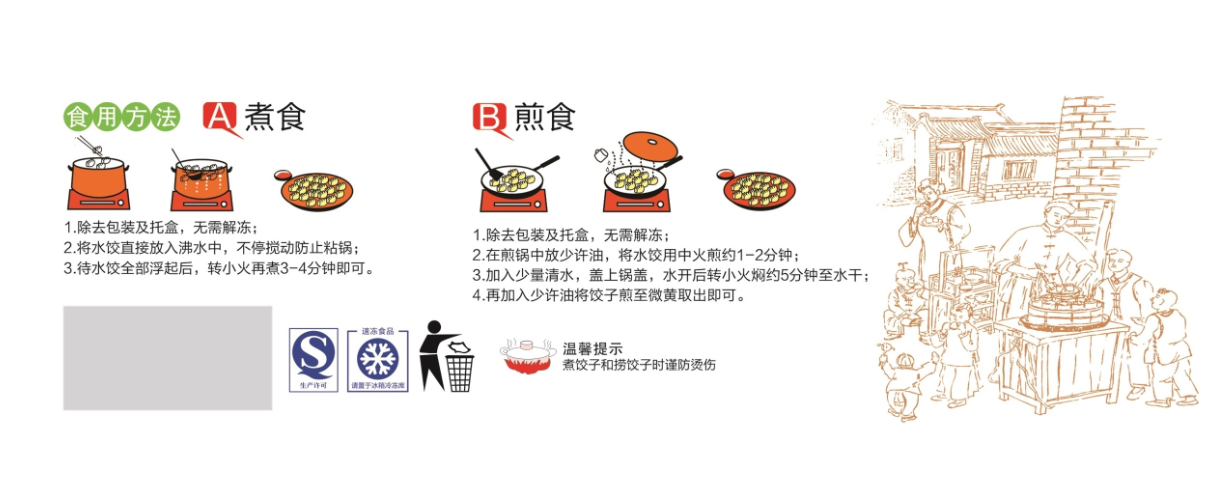 食用方法
A 煮食
1.除去包装及托盒，无需解冻；
2.将水饺直接放入沸水中，不停搅动防止粘锅；
3.待水饺全部浮起后，转小火再煮3-4分钟即可。
B 煎食
1.除去包装及托盒，无需解冻；
2.在煎锅中放少许油，将水饺用中火煎约1-2分钟；
3.加入少量清水，盖上锅盖，水开后转小火焖约5分钟至水干；
4.再加入少许油将饺子煎至微黄取出即可。
生产许可
速冻食品
请置于冰箱冷冻库
温馨提示
煮饺子和捞饺子时谨防烫伤